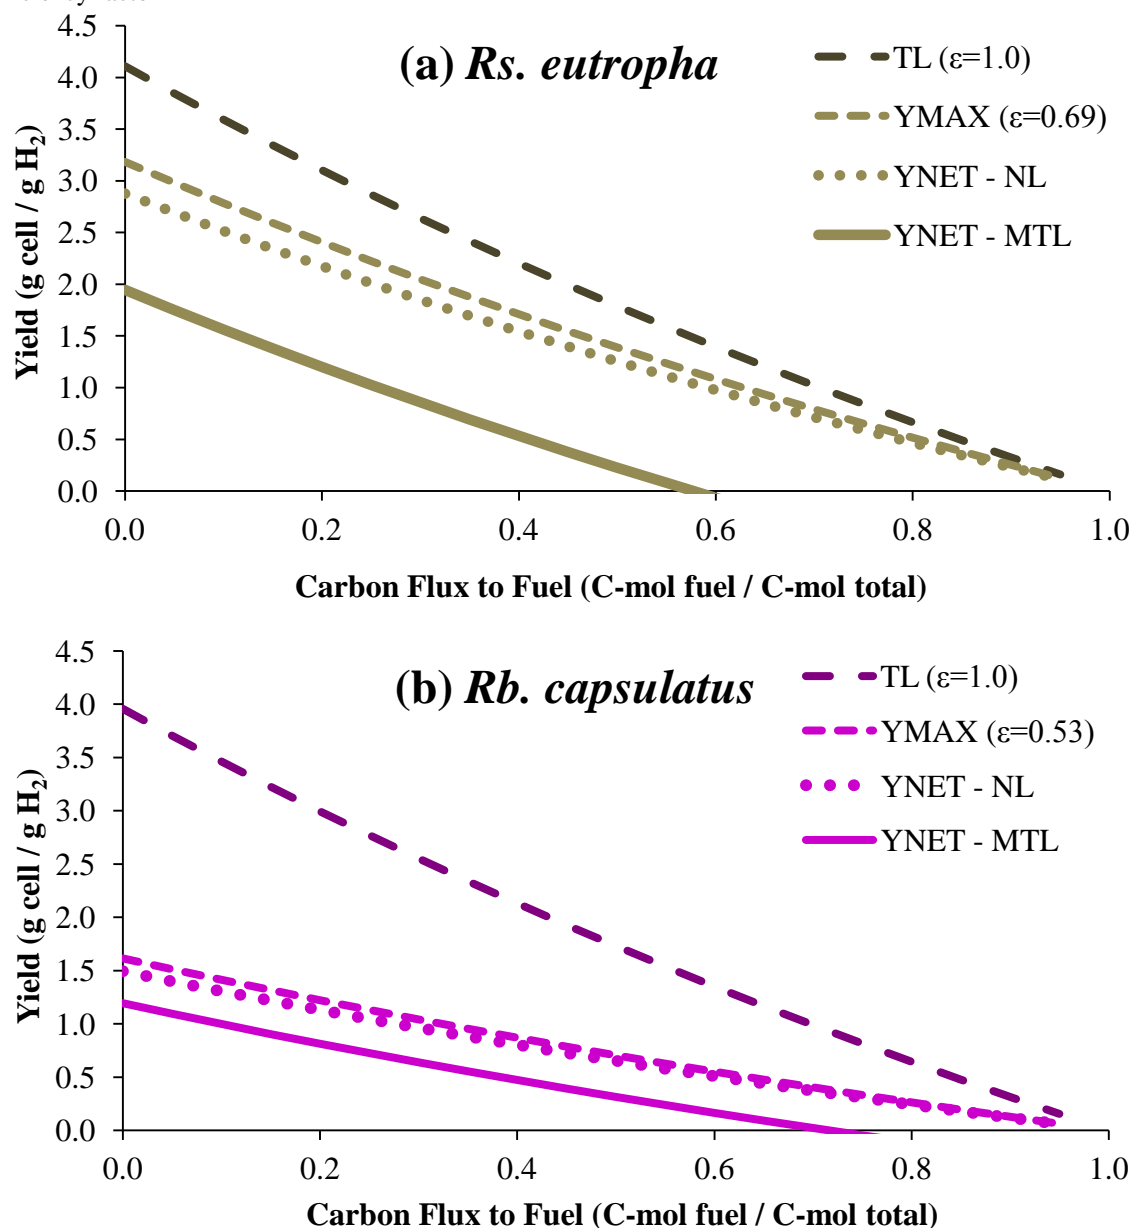 (a) Rs. eutropha
TL (ε=1.0)
YMAX (ε=0.69)
YNET - NL
YNET - MTL
Yield (g cell / g H2)
4.5
4.0
3.5
3.0
2.5
2.0
1.5
1.0
0.5
0.0
0.0 0.2 0.4 0.6 0.8 1.0
Carbon Flux to Fuel (C-mol fuel / C-mol total)
(b) Rb. capsulatus
TL (ε=1.0)
YMAX (ε=0.53)
YNET - NL
YNET - MTL
Yield (g cell / g H2)
4.5
4.0
3.5
3.0
2.5
2.0
1.5
1.0
0.5
0.0
0.0 0.2 0.4 0.6 0.8 1.0
Carbon Flux to Fuel (C-mol fuel / C-mol total)